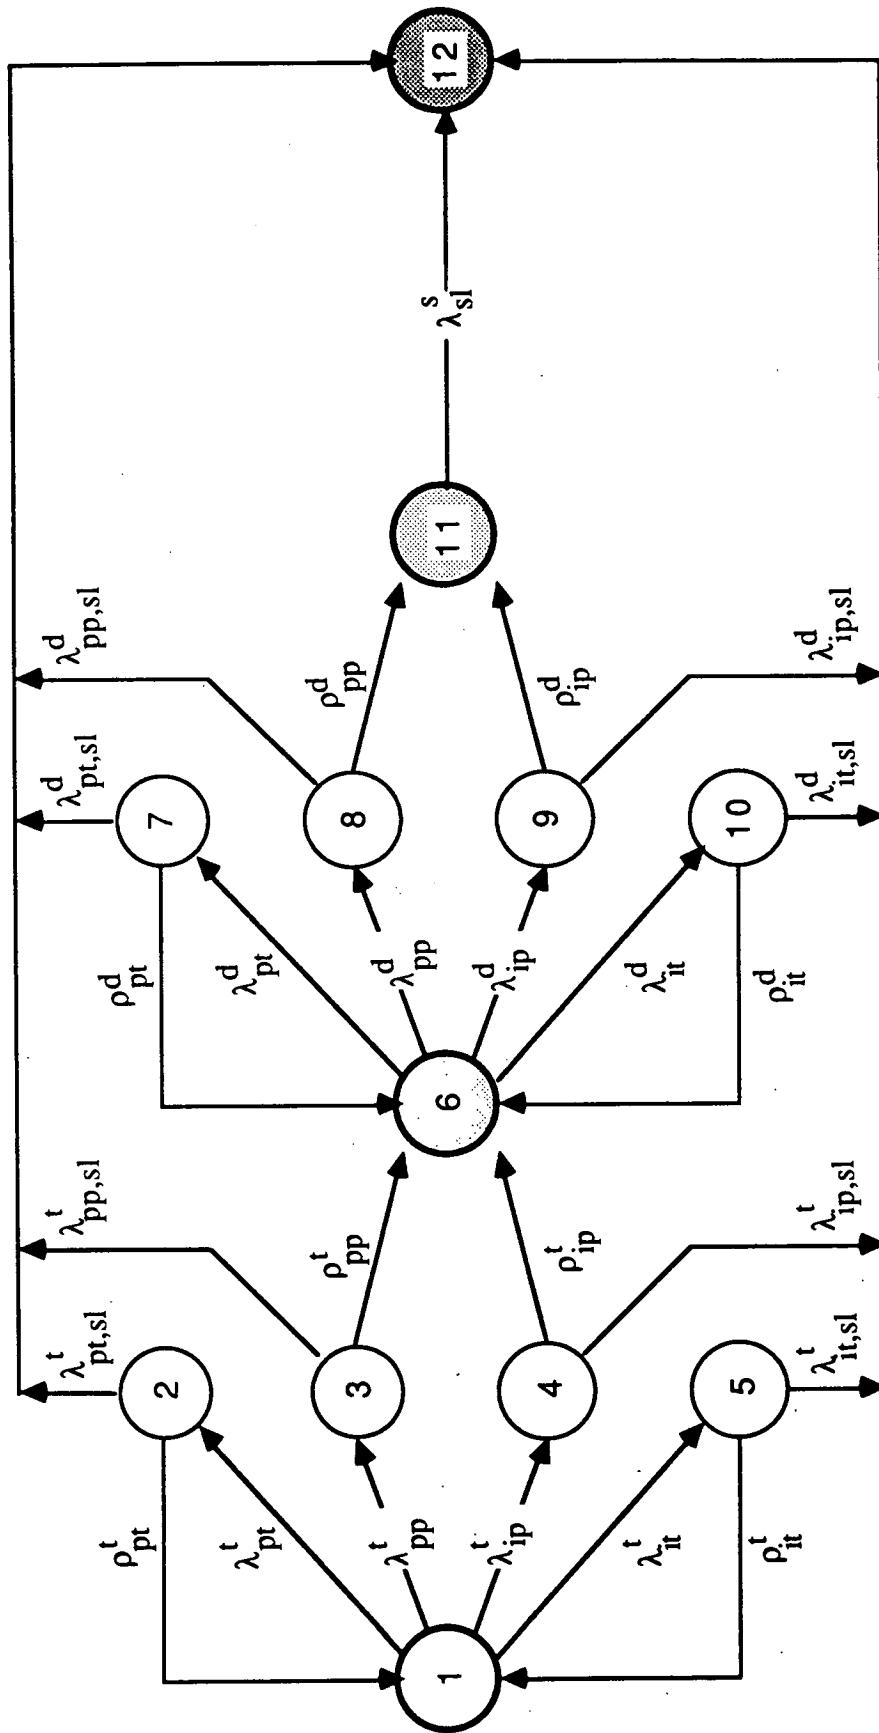 12
λ^s_sl
11
λ^d_pp,sl
ρ^d_pp
ρ^d_ip
λ^d_ip,sl
λ^d_pt,sl
7
8
9
10
λ^d_it,sl
ρ^d_pt
λ^d_pt
λ^d_pp
λ^d_ip
λ^d_it
ρ^d_it
6
λ^t_pp,sl
ρ^t_pp
ρ^t_ip
λ^t_ip,sl
λ^t_pt,sl
2
3
4
5
λ^t_it,sl
ρ^t_pt
λ^t_pt
λ^t_pp
λ^t_ip
λ^t_it
ρ^t_it
1